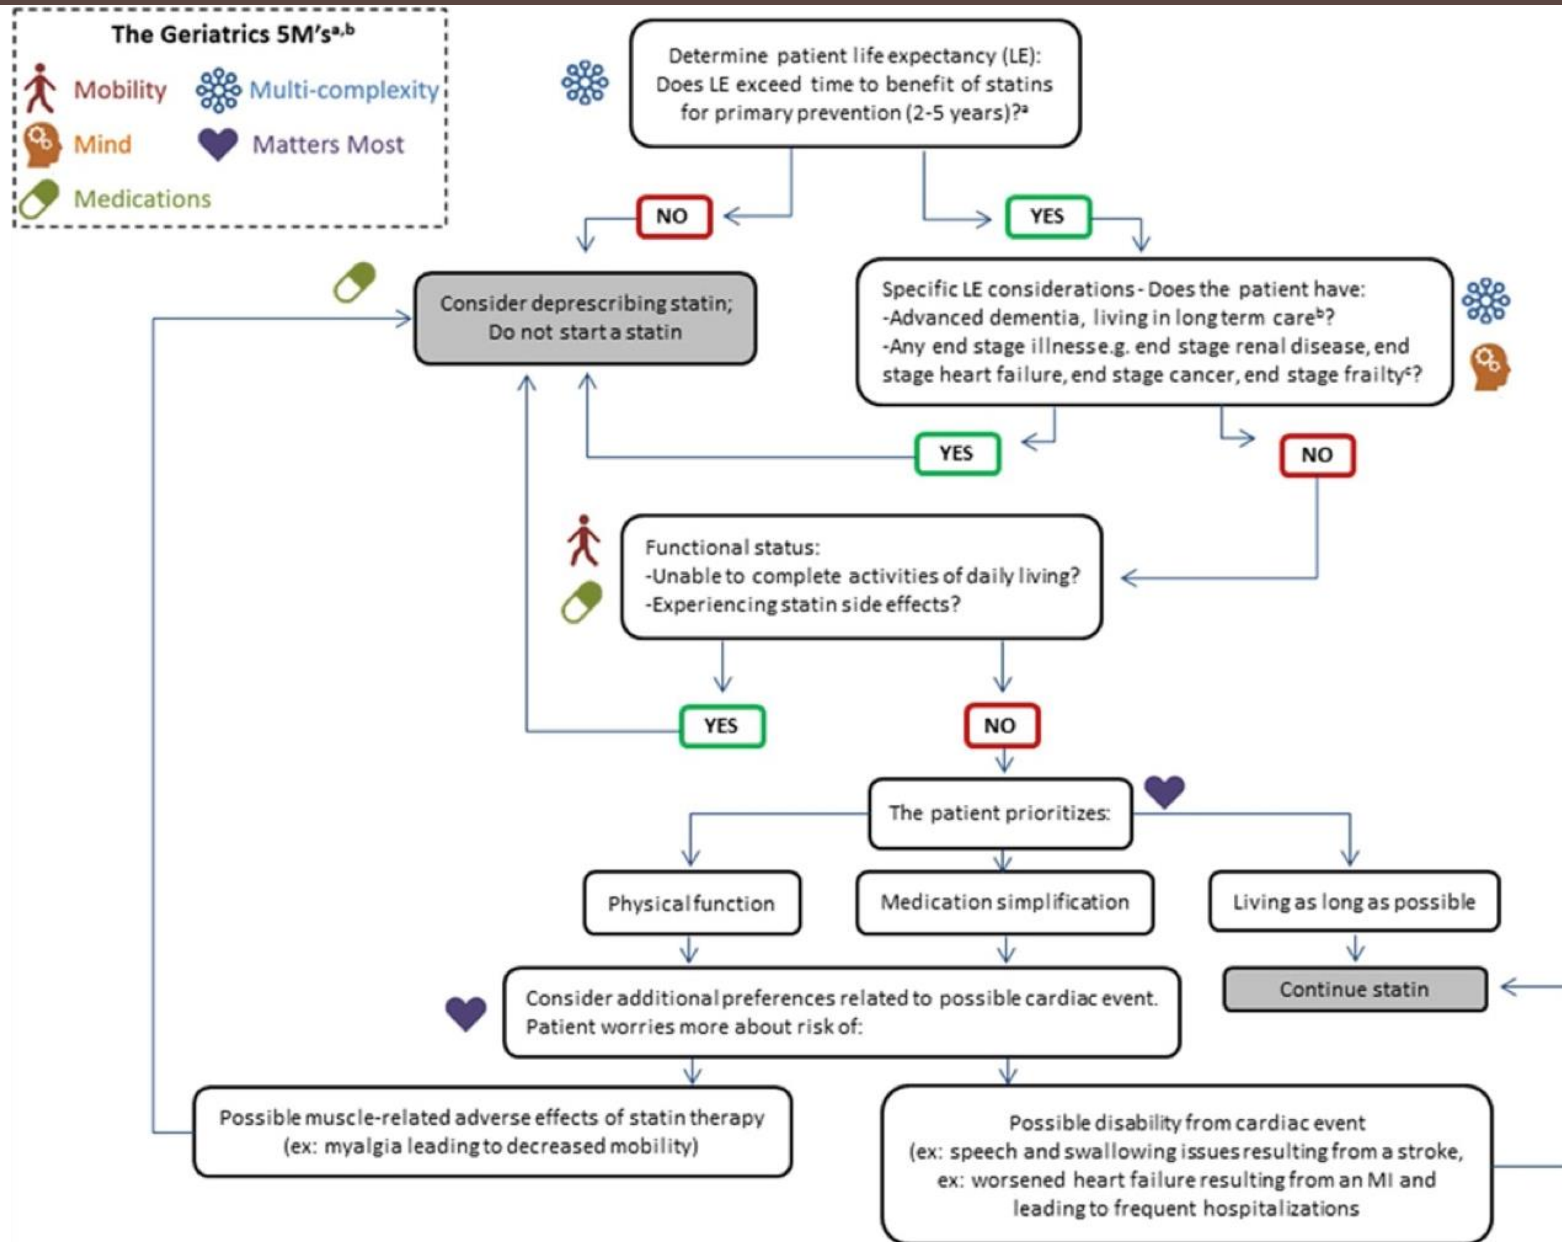 The Geriatrics 5M'sᵃ,ᵇ
Mobility
Multi-complexity
Mind
Matters Most
Medications
Determine patient life expectancy (LE):
Does LE exceed time to benefit of statins
for primary prevention (2-5 years)?ᵃ
NO
YES
Consider deprescribing statin;
Do not start a statin
Specific LE considerations - Does the patient have:
-Advanced dementia, living in long term careᵇ?
-Any end stage illness e.g. end stage renal disease, end
stage heart failure, end stage cancer, end stage frailtyᶜ?
YES
NO
Functional status:
-Unable to complete activities of daily living?
-Experiencing statin side effects?
YES
NO
The patient prioritizes:
Physical function
Medication simplification
Living as long as possible
Consider additional preferences related to possible cardiac event.
Patient worries more about risk of:
Continue statin
Possible muscle-related adverse effects of statin therapy
(ex: myalgia leading to decreased mobility)
Possible disability from cardiac event
(ex: speech and swallowing issues resulting from a stroke,
ex: worsened heart failure resulting from an MI and
leading to frequent hospitalizations